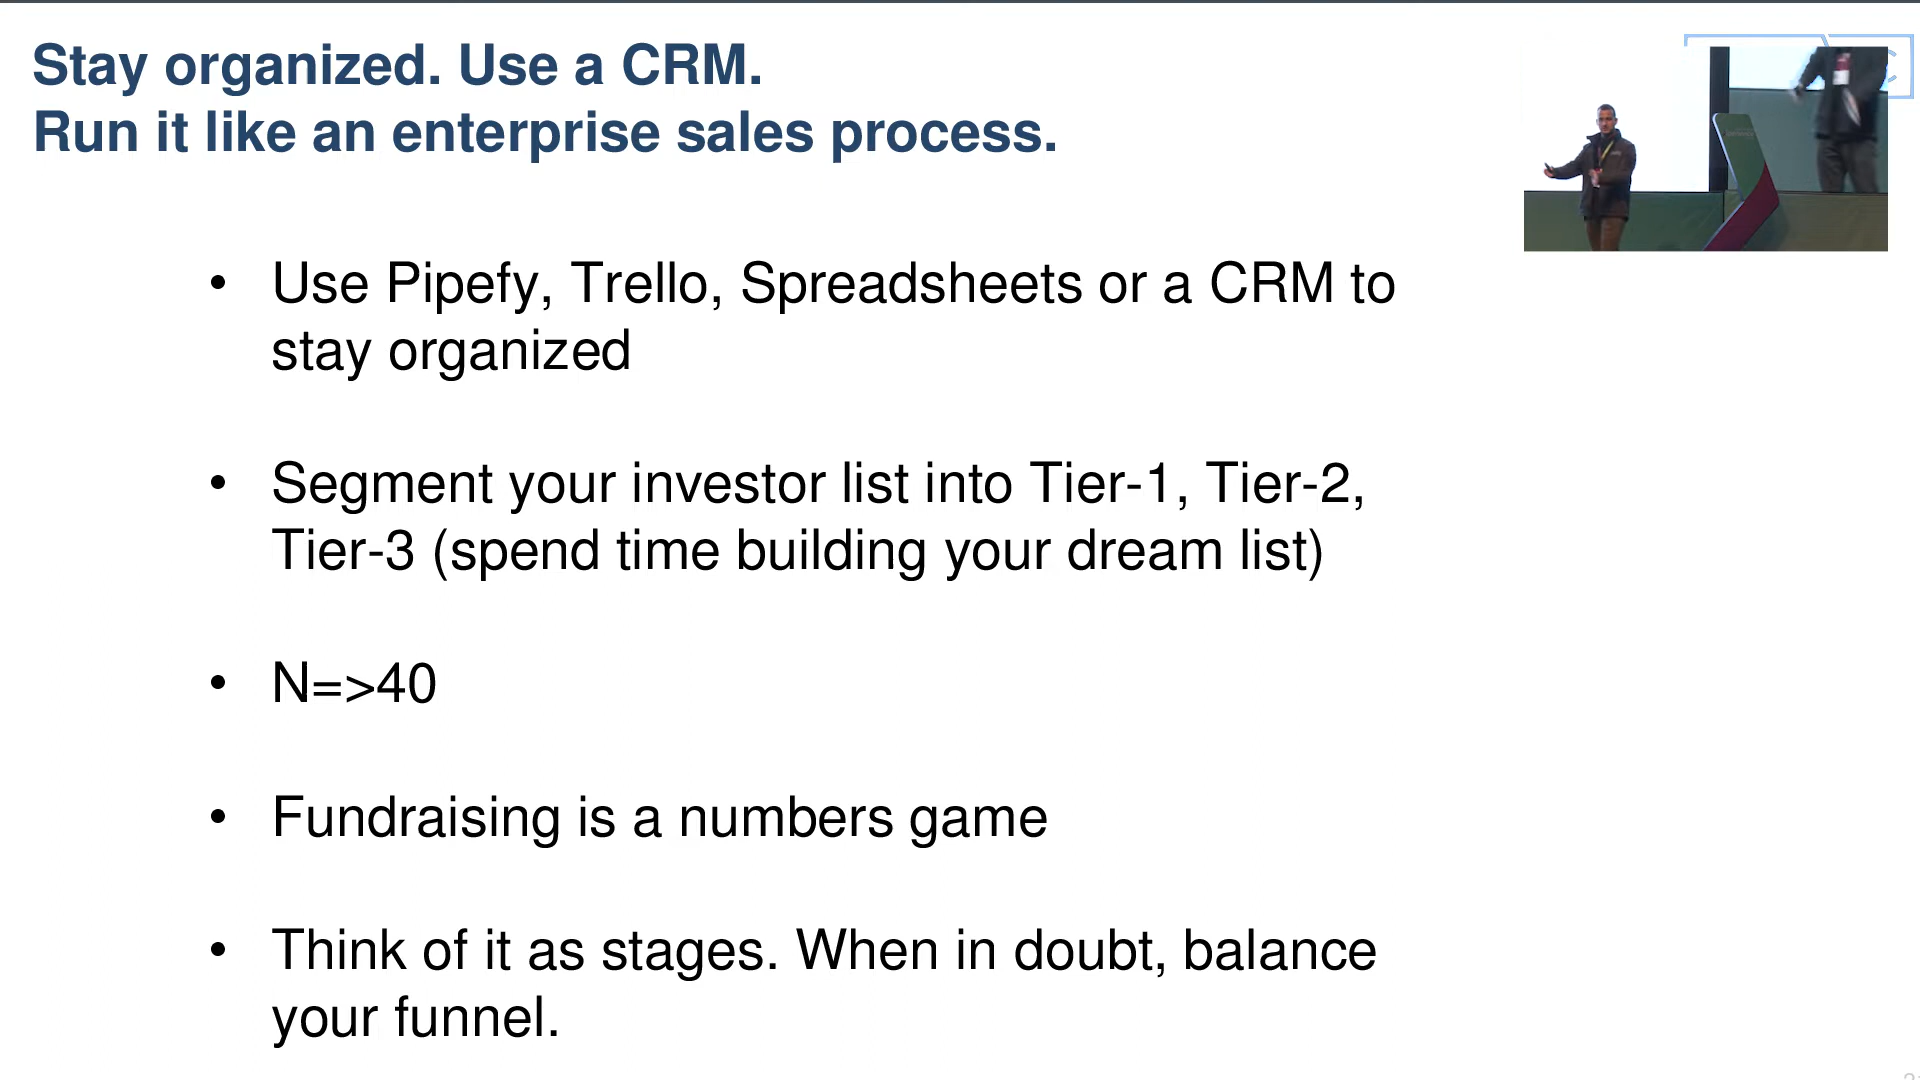 Stay organized. Use a CRM.
Run it like an enterprise sales process.
• Use Pipefy, Trello, Spreadsheets or a CRM to
stay organized
• Segment your investor list into Tier-1, Tier-2,
Tier-3 (spend time building your dream list)
• N=>40
• Fundraising is a numbers game
• Think of it as stages. When in doubt, balance
your funnel.